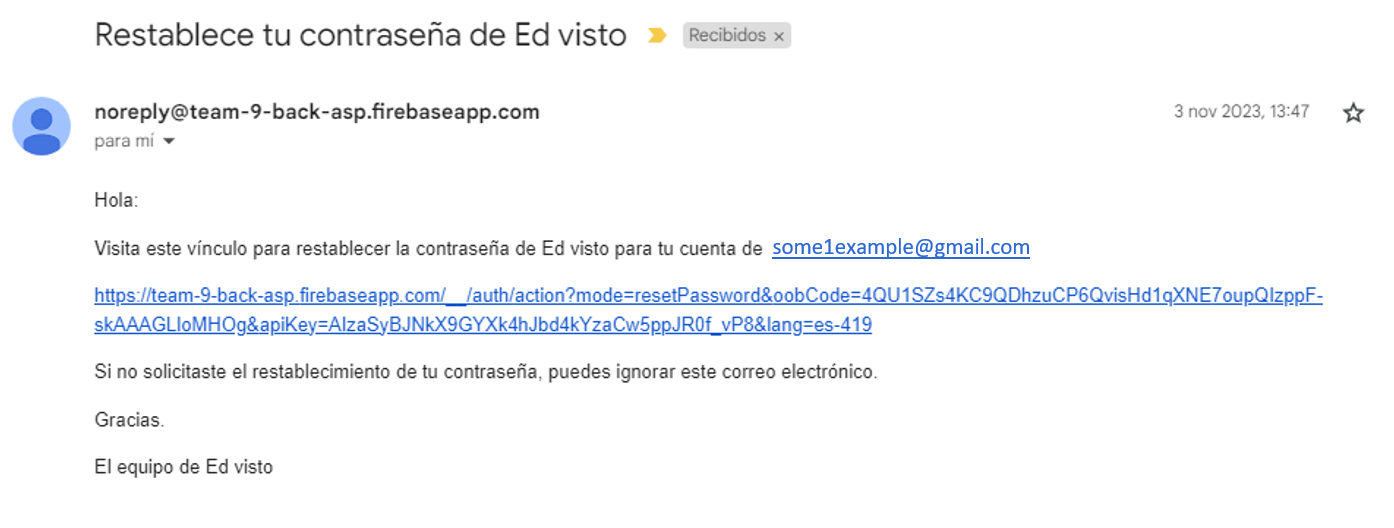 Restablece tu contraseña de Ed visto Recibidos ×
noreply@team-9-back-asp.firebaseapp.com 3 nov 2023, 13:47
para mí
Hola:
Visita este vínculo para restablecer la contraseña de Ed visto para tu cuenta de some1example@gmail.com
https://team-9-back-asp.firebaseapp.com/__/auth/action?mode=resetPassword&oobCode=4QU1SZs4KC9QDhzuCP6QvisHd1qXNE7oupQIzppF-
skAAAGLIoMHOg&apiKey=AIzaSyBJNkX9GYXk4hJbd4kYzaCw5ppJR0f_vP8&lang=es-419
Si no solicitaste el restablecimiento de tu contraseña, puedes ignorar este correo electrónico.
Gracias.
El equipo de Ed visto